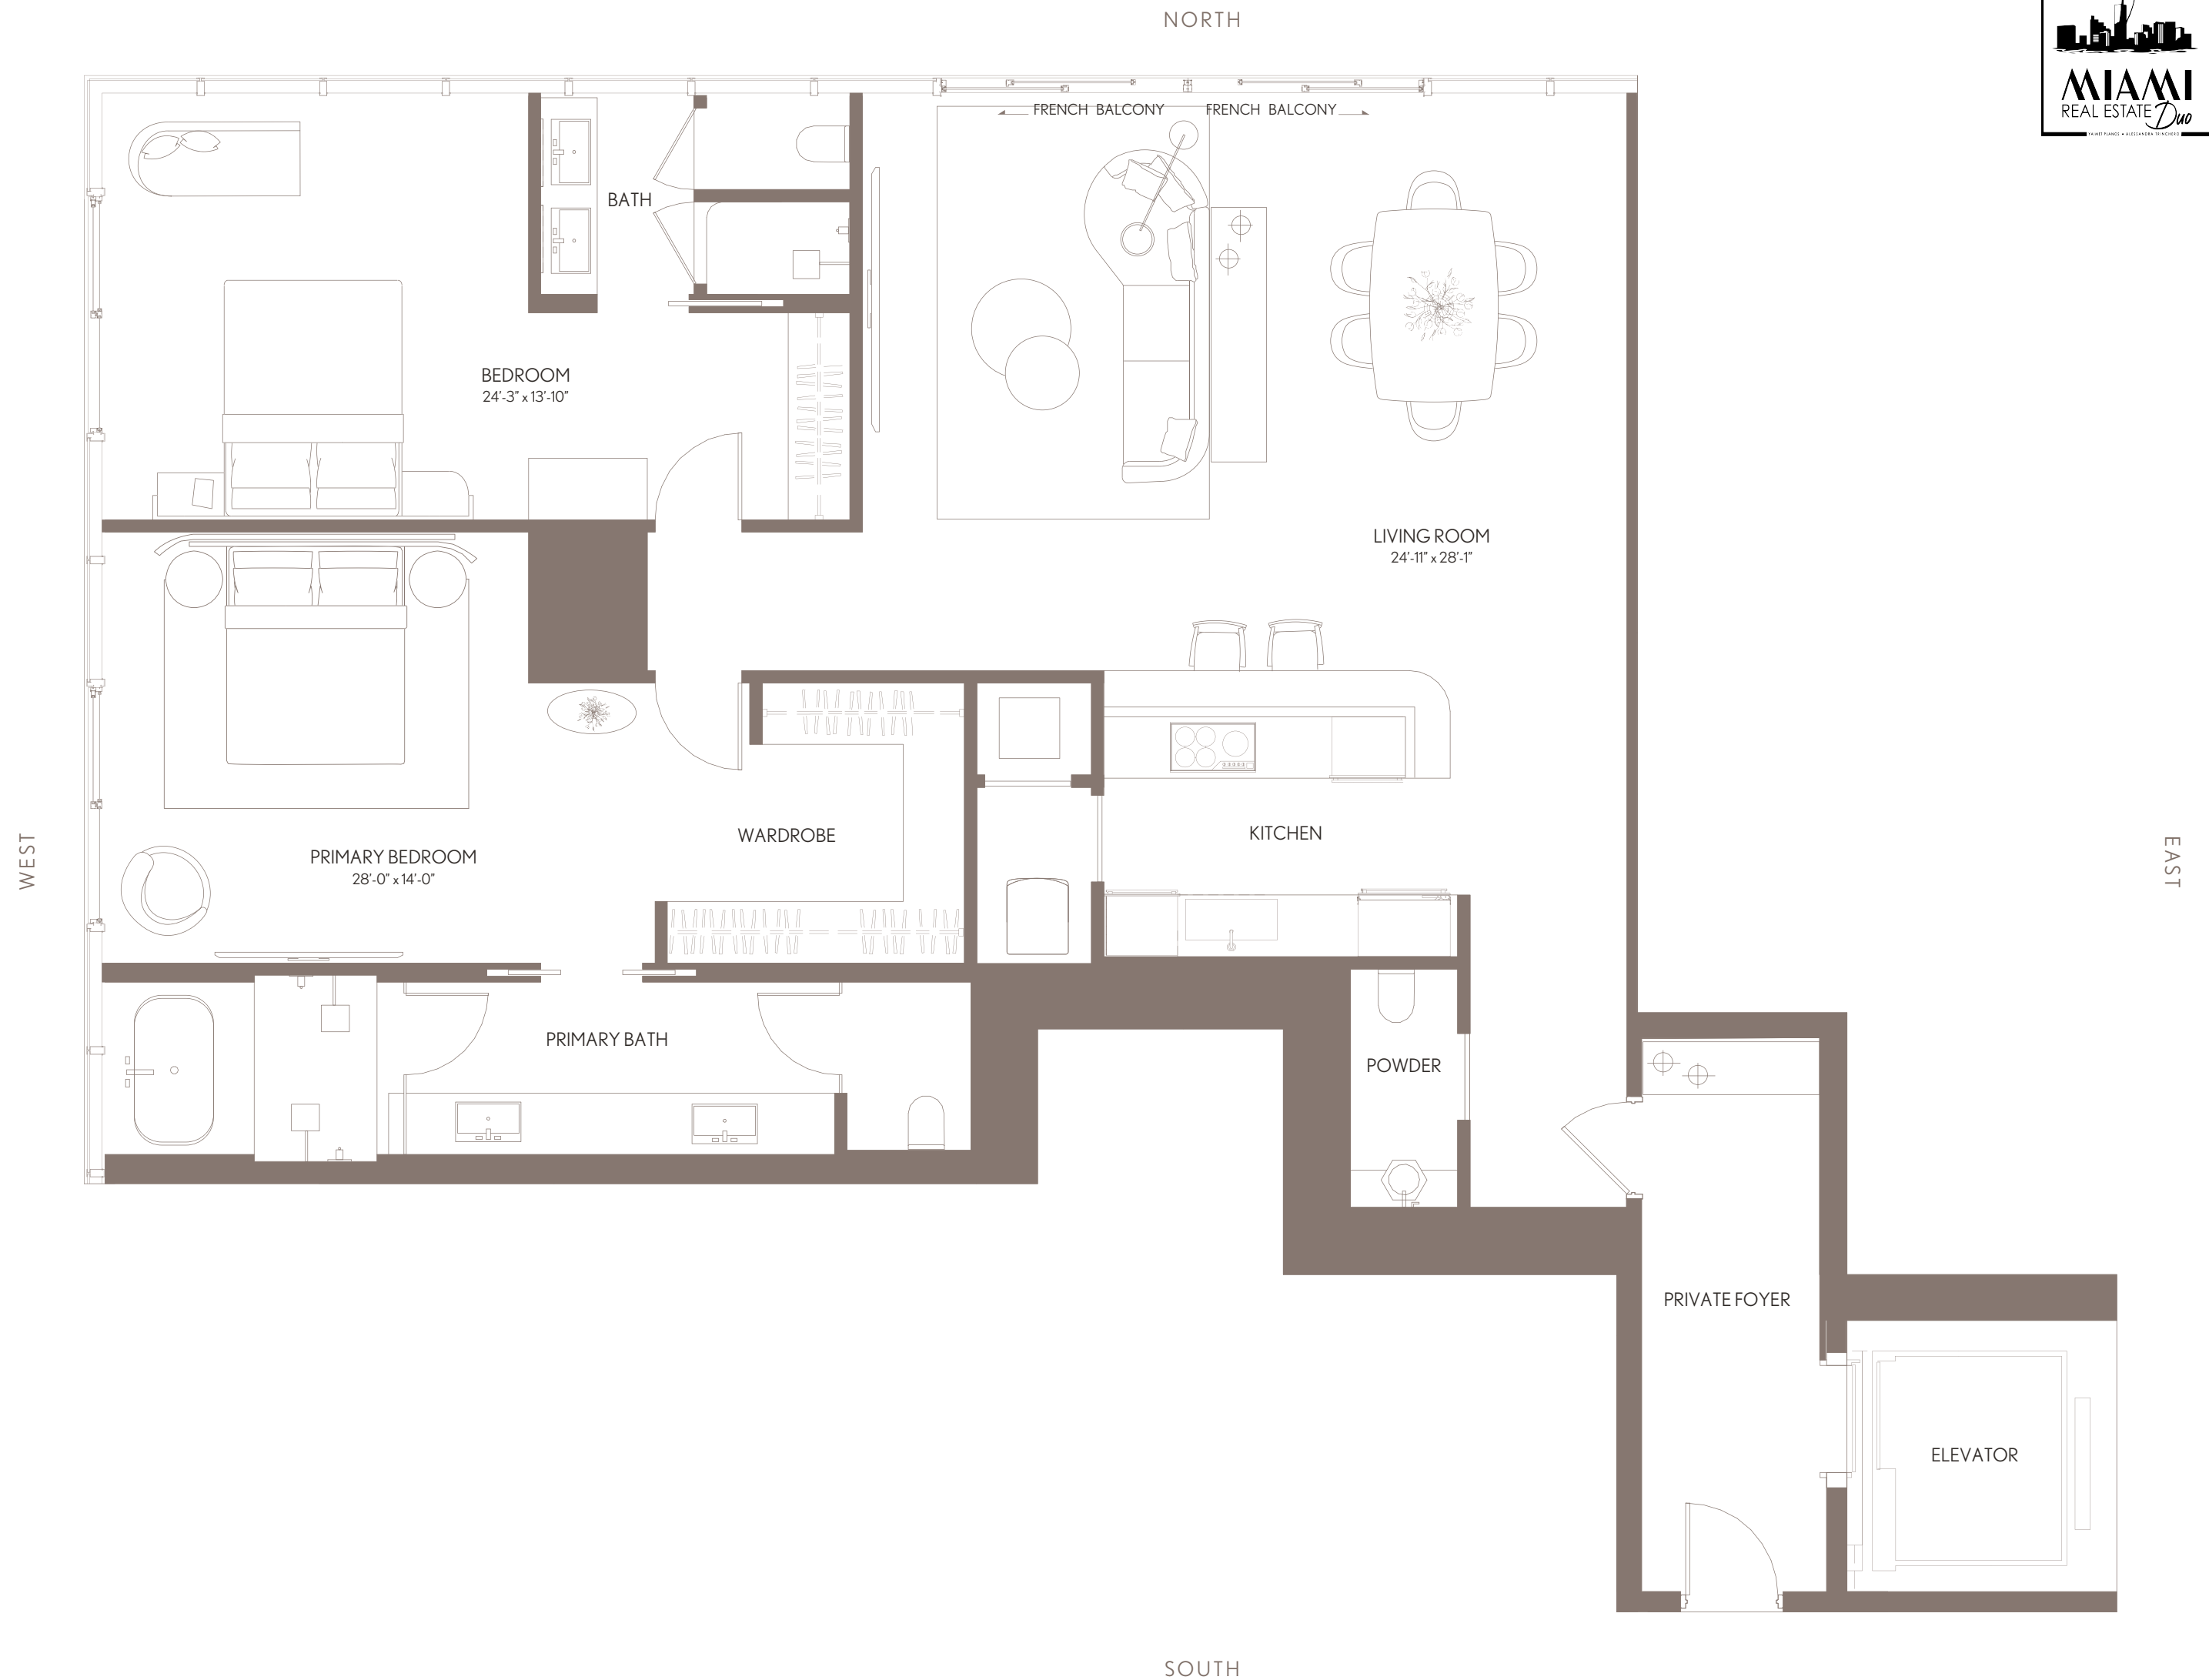 NORTH
MIAMI
REAL ESTATE Duo
FRENCH BALCONY
FRENCH BALCONY
BATH
BEDROOM
24'-3" x 13'-10"
LIVING ROOM
24'-11" x 28'-1"
WARDROBE
KITCHEN
WEST
EAST
PRIMARY BEDROOM
28'-0" x 14'-0"
PRIMARY BATH
POWDER
PRIVATE FOYER
ELEVATOR
SOUTH